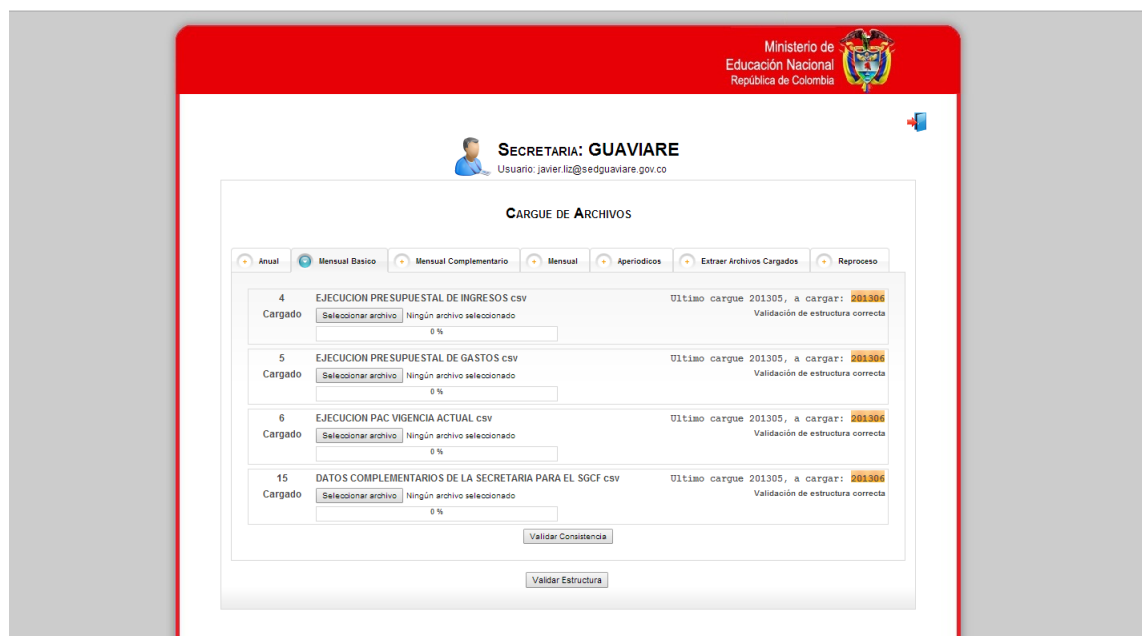 Ministerio de
Educación Nacional
República de Colombia
SECRETARIA: GUAVIARE
Usuario: javier.liz@sedguaviare.gov.co
CARGUE DE ARCHIVOS
Anual Mensual Basico Mensual Complementario Mensual Aperiodicos Extraer Archivos Cargados Reproceso
4 EJECUCION PRESUPUESTAL DE INGRESOS csv Ultimo cargue 201305, a cargar: 201306
Cargado Seleccionar archivo Ningún archivo seleccionado Validación de estructura correcta
0 %
5 EJECUCION PRESUPUESTAL DE GASTOS csv Ultimo cargue 201305, a cargar: 201306
Cargado Seleccionar archivo Ningún archivo seleccionado Validación de estructura correcta
0 %
6 EJECUCION PAC VIGENCIA ACTUAL csv Ultimo cargue 201305, a cargar: 201306
Cargado Seleccionar archivo Ningún archivo seleccionado Validación de estructura correcta
0 %
15 DATOS COMPLEMENTARIOS DE LA SECRETARIA PARA EL SGCF csv Ultimo cargue 201305, a cargar: 201306
Cargado Seleccionar archivo Ningún archivo seleccionado Validación de estructura correcta
0 %
Validar Consistencia
Validar Estructura